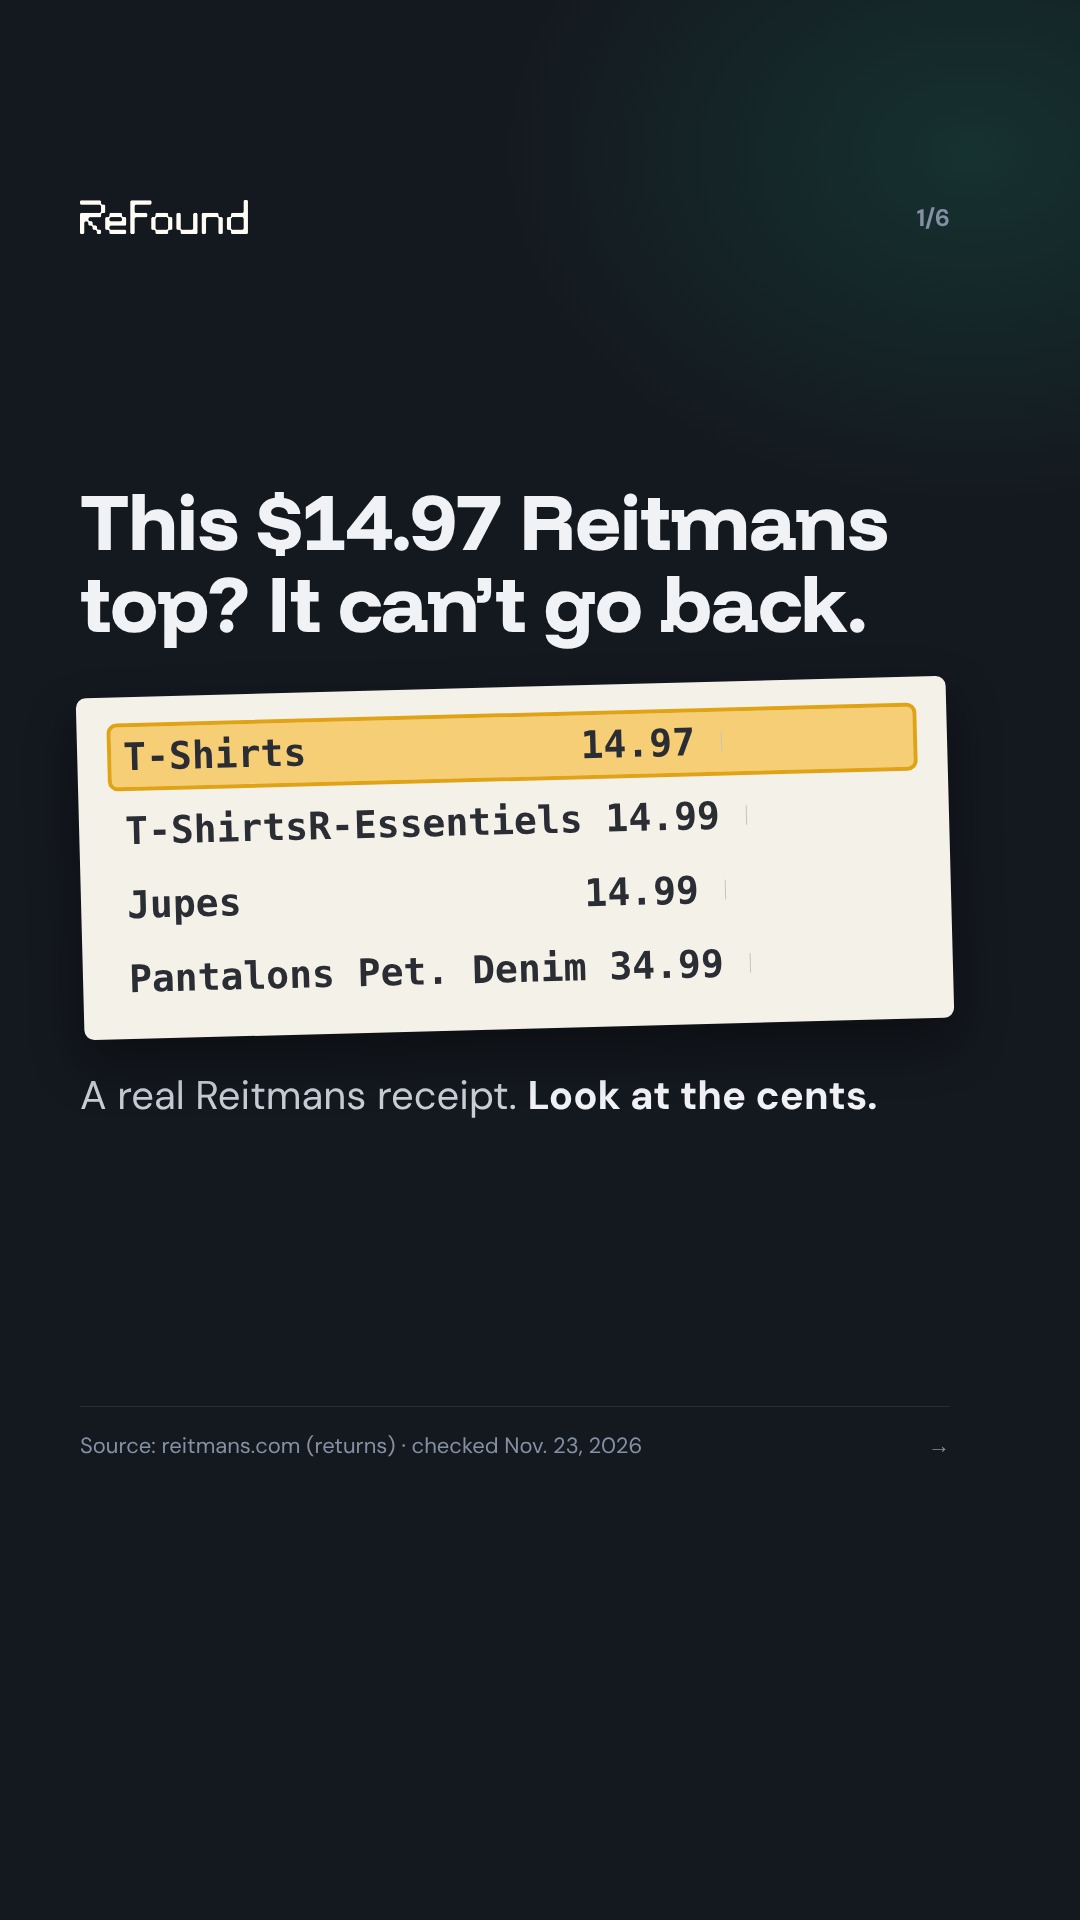 ReFound
1/6
This $14.97 Reitmans
top? It can’t go back.
T-Shirts 14.97
T-ShirtsR-Essentiels 14.99
Jupes 14.99
Pantalons Pet. Denim 34.99
A real Reitmans receipt. Look at the cents.
Source: reitmans.com (returns) · checked Nov. 23, 2026 →